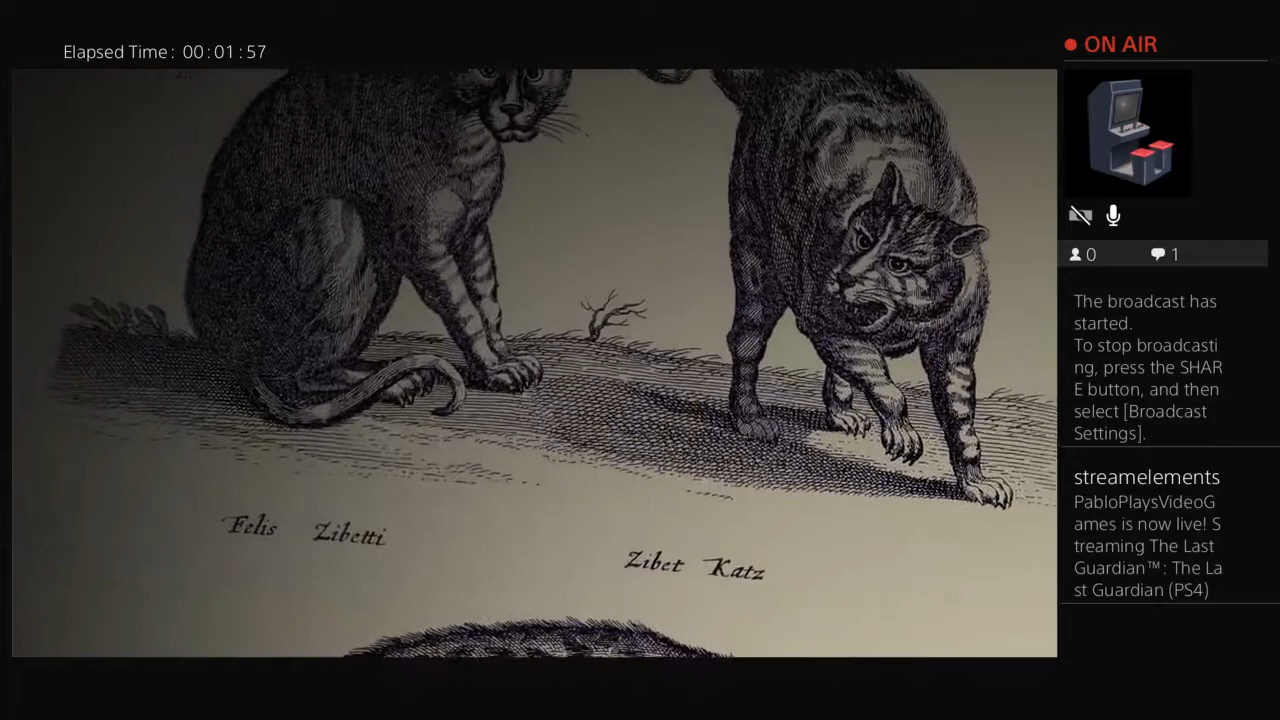 Elapsed Time: 00:01:57
ON AIR
0
1
The broadcast has
started.
To stop broadcasti
ng, press the SHAR
E button, and then
select [Broadcast
Settings].
streamelements
PabloPlaysVideoG
ames is now live! S
treaming The Last
Guardian™: The La
st Guardian (PS4)
Felis Zibetti
Zibet Katz